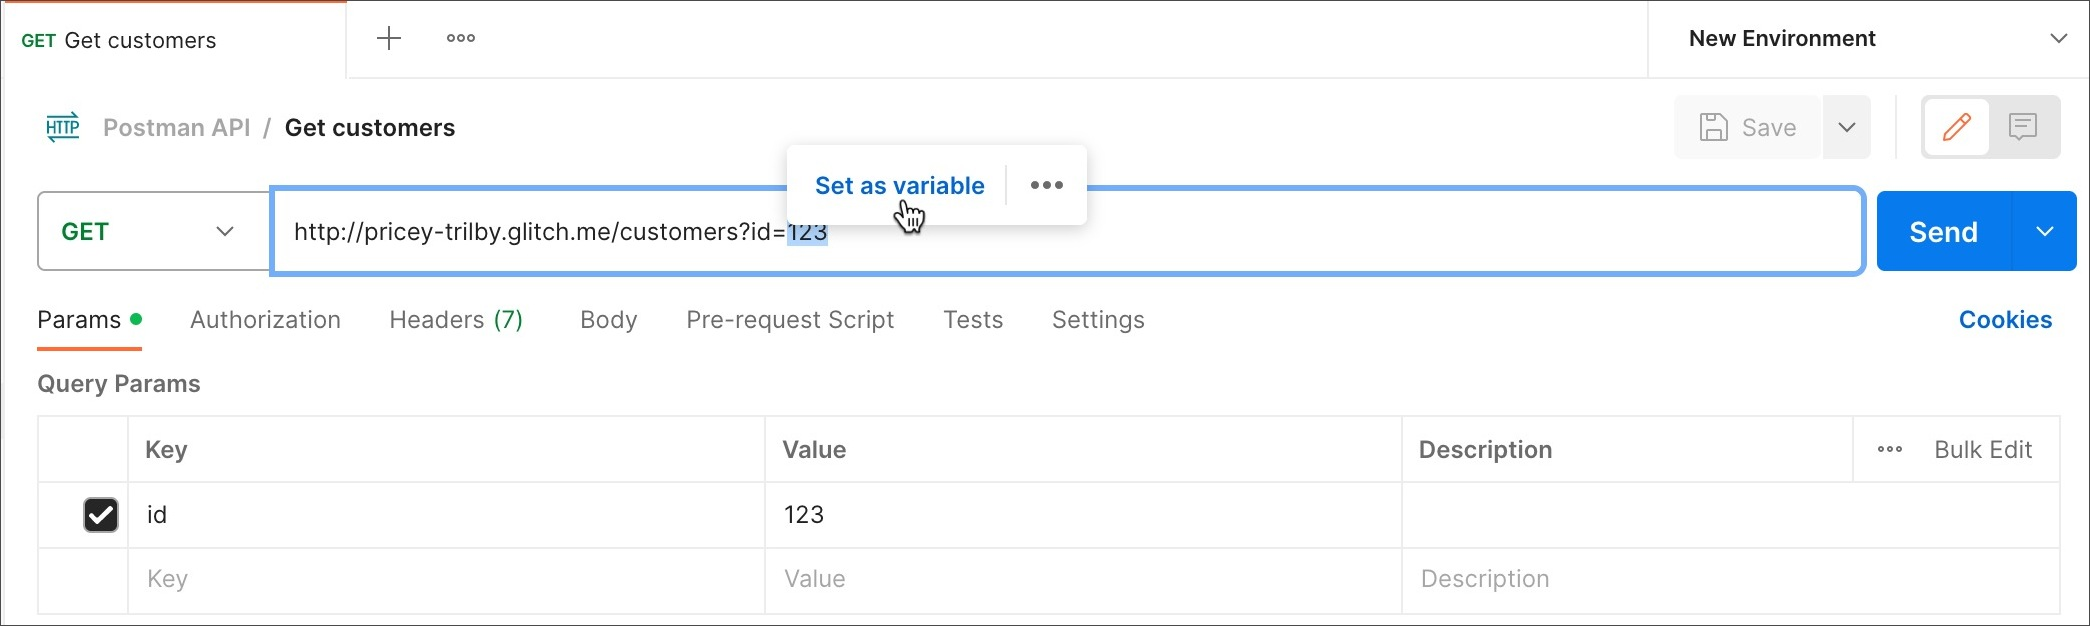 GET Get customers
New Environment
HTTP Postman API / Get customers
Save
Set as variable
GET
http://pricey-trilby.glitch.me/customers?id=123
Send
Params Authorization Headers (7) Body Pre-request Script Tests Settings Cookies
Query Params
Key Value Description Bulk Edit
id 123
Key Value Description